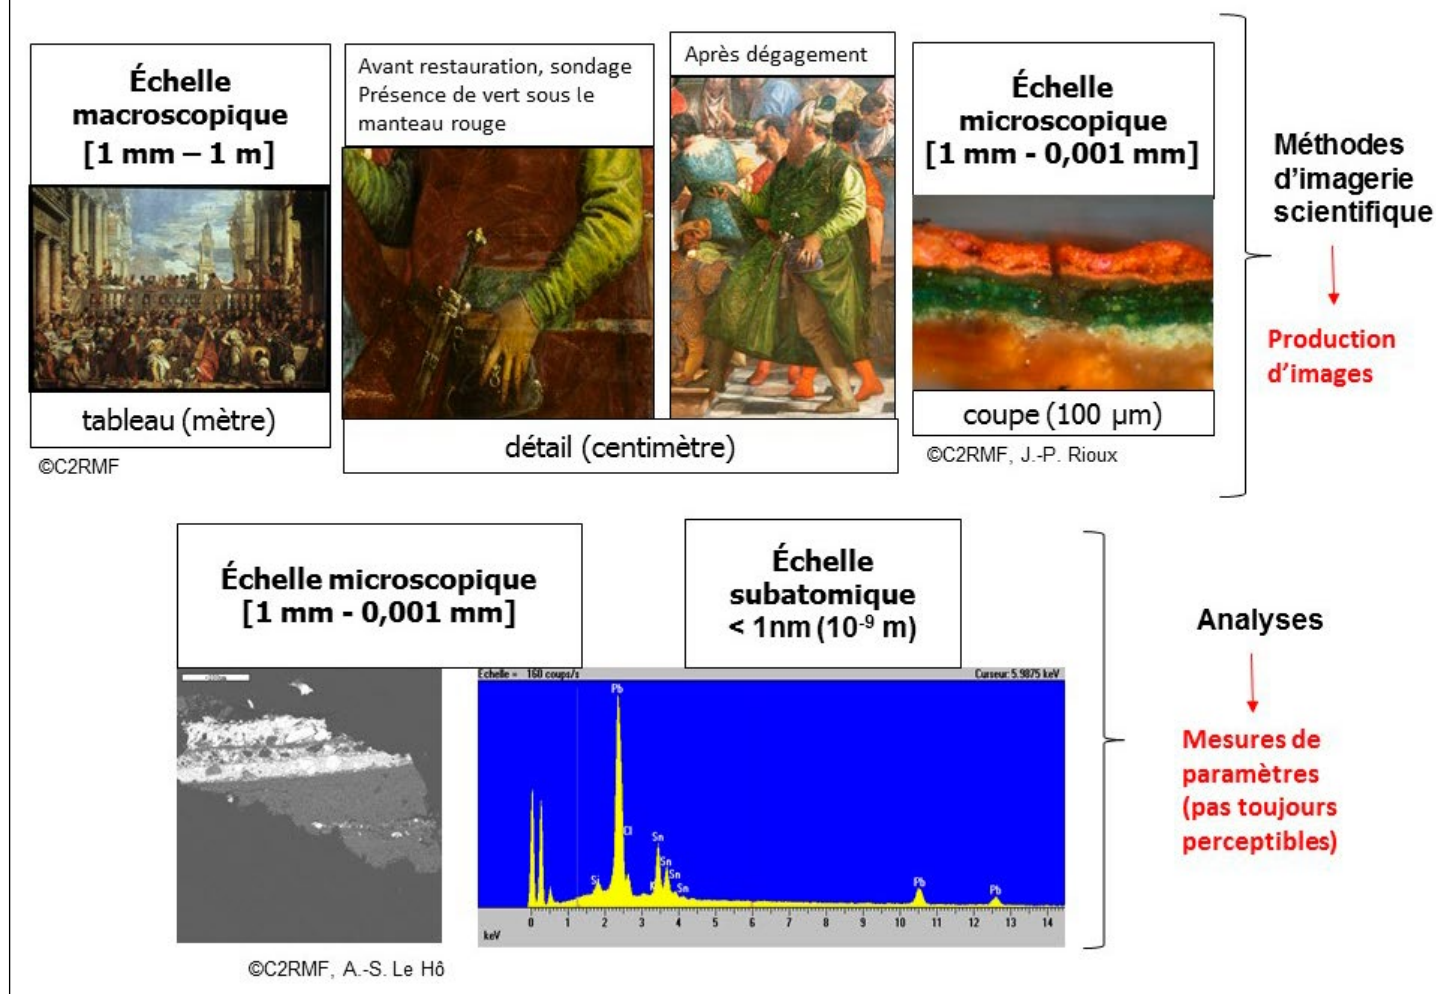 Échelle
macroscopique
[1 mm – 1 m]
tableau (mètre)
©C2RMF
Avant restauration, sondage
Présence de vert sous le
manteau rouge
Après dégagement
détail (centimètre)
Échelle
microscopique
[1 mm - 0,001 mm]
coupe (100 µm)
©C2RMF, J.-P. Rioux
Méthodes
d’imagerie
scientifique
Production
d’images
Échelle microscopique
[1 mm - 0,001 mm]
©C2RMF, A.-S. Le Hô
Échelle
subatomique
< 1nm (10⁻⁹ m)
Echelle = 160 coups/s
Curseur: 5.9875 keV
Pb
Cl
Sn
Sn
Sn
Sn
Si
K
Pb
Pb
0 1 2 3 4 5 6 7 8 9 10 11 12 13 14
keV
Analyses
Mesures de
paramètres
(pas toujours
perceptibles)